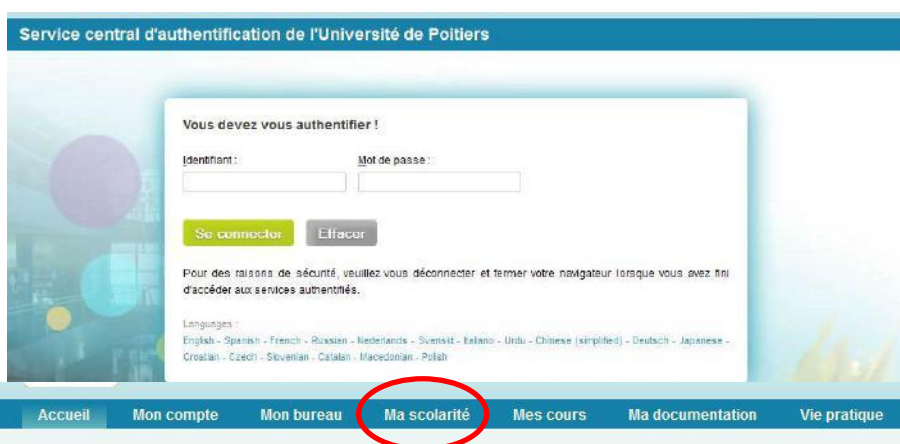 Service central d'authentification de l'Université de Poitiers
Vous devez vous authentifier !
Identifiant :
Mot de passe :
Se connecter
Effacer
Pour des raisons de sécurité, veuillez vous déconnecter et fermer votre navigateur lorsque vous avez fini
d'accéder aux services authentifiés.
Languages :
English - Spanish - French - Russian - Nederlands - Svenskt - Italiano - Urdu - Chinese (simplified) - Deutsch - Japanese -
Croatian - Czech - Slovenian - Catalan - Macedonian - Polish
Accueil Mon compte Mon bureau Ma scolarité Mes cours Ma documentation Vie pratique